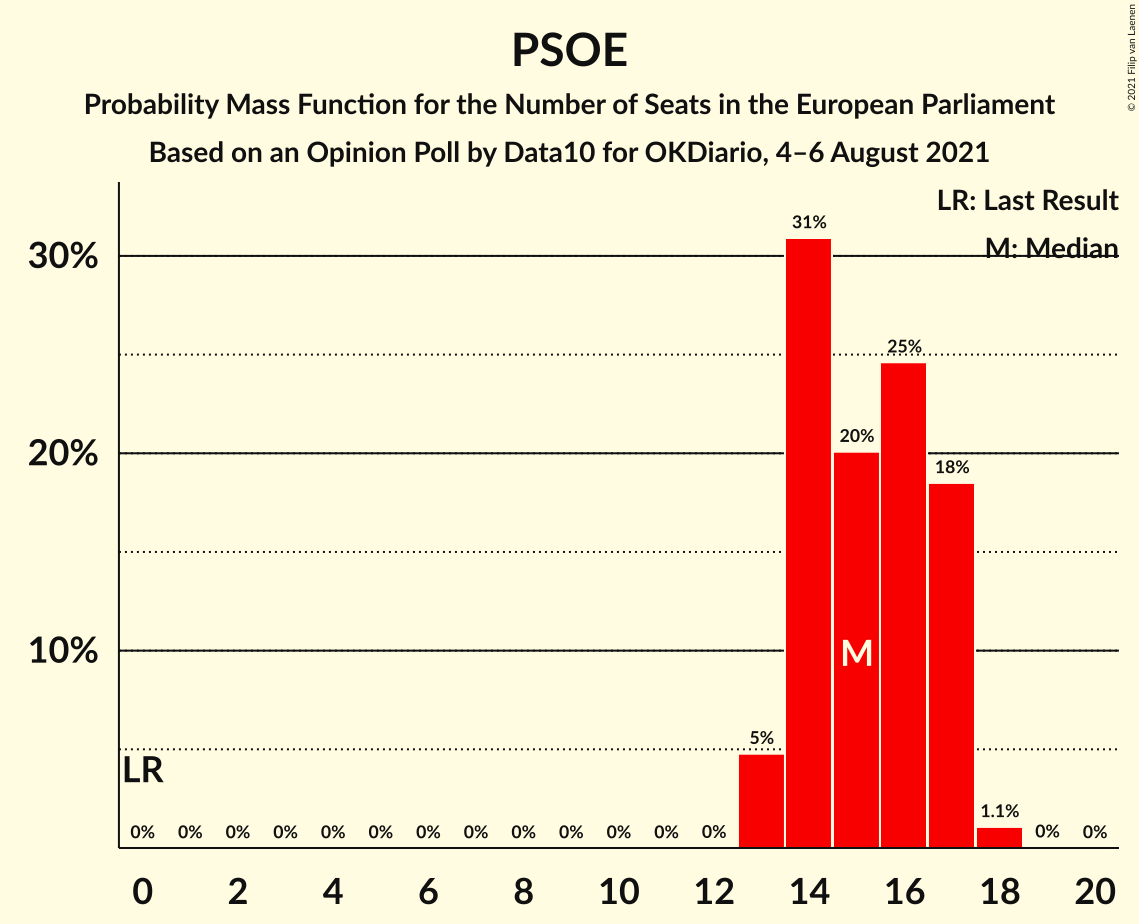 PSOE
Probability Mass Function for the Number of Seats in the European Parliament
Based on an Opinion Poll by Data10 for OKDiario, 4–6 August 2021
© 2021 Filip van Laenen
LR: Last Result
M: Median
30%
20%
10%
31%
25%
20%
18%
M
5%
LR
1.1%
0% 0% 0% 0% 0% 0% 0% 0% 0% 0% 0% 0% 0% 0% 0%
0 2 4 6 8 10 12 14 16 18 20